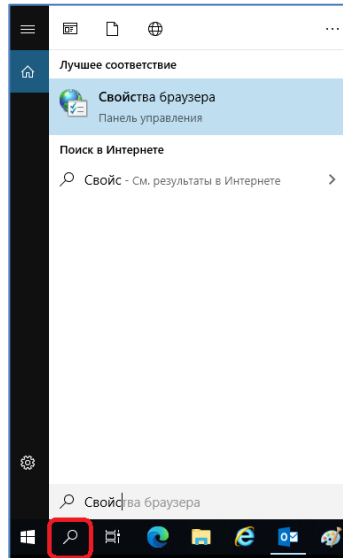 Лучшее соответствие
Свойства браузера
Панель управления
Поиск в Интернете
Свойс - См. результаты в Интернете
Свойства браузера